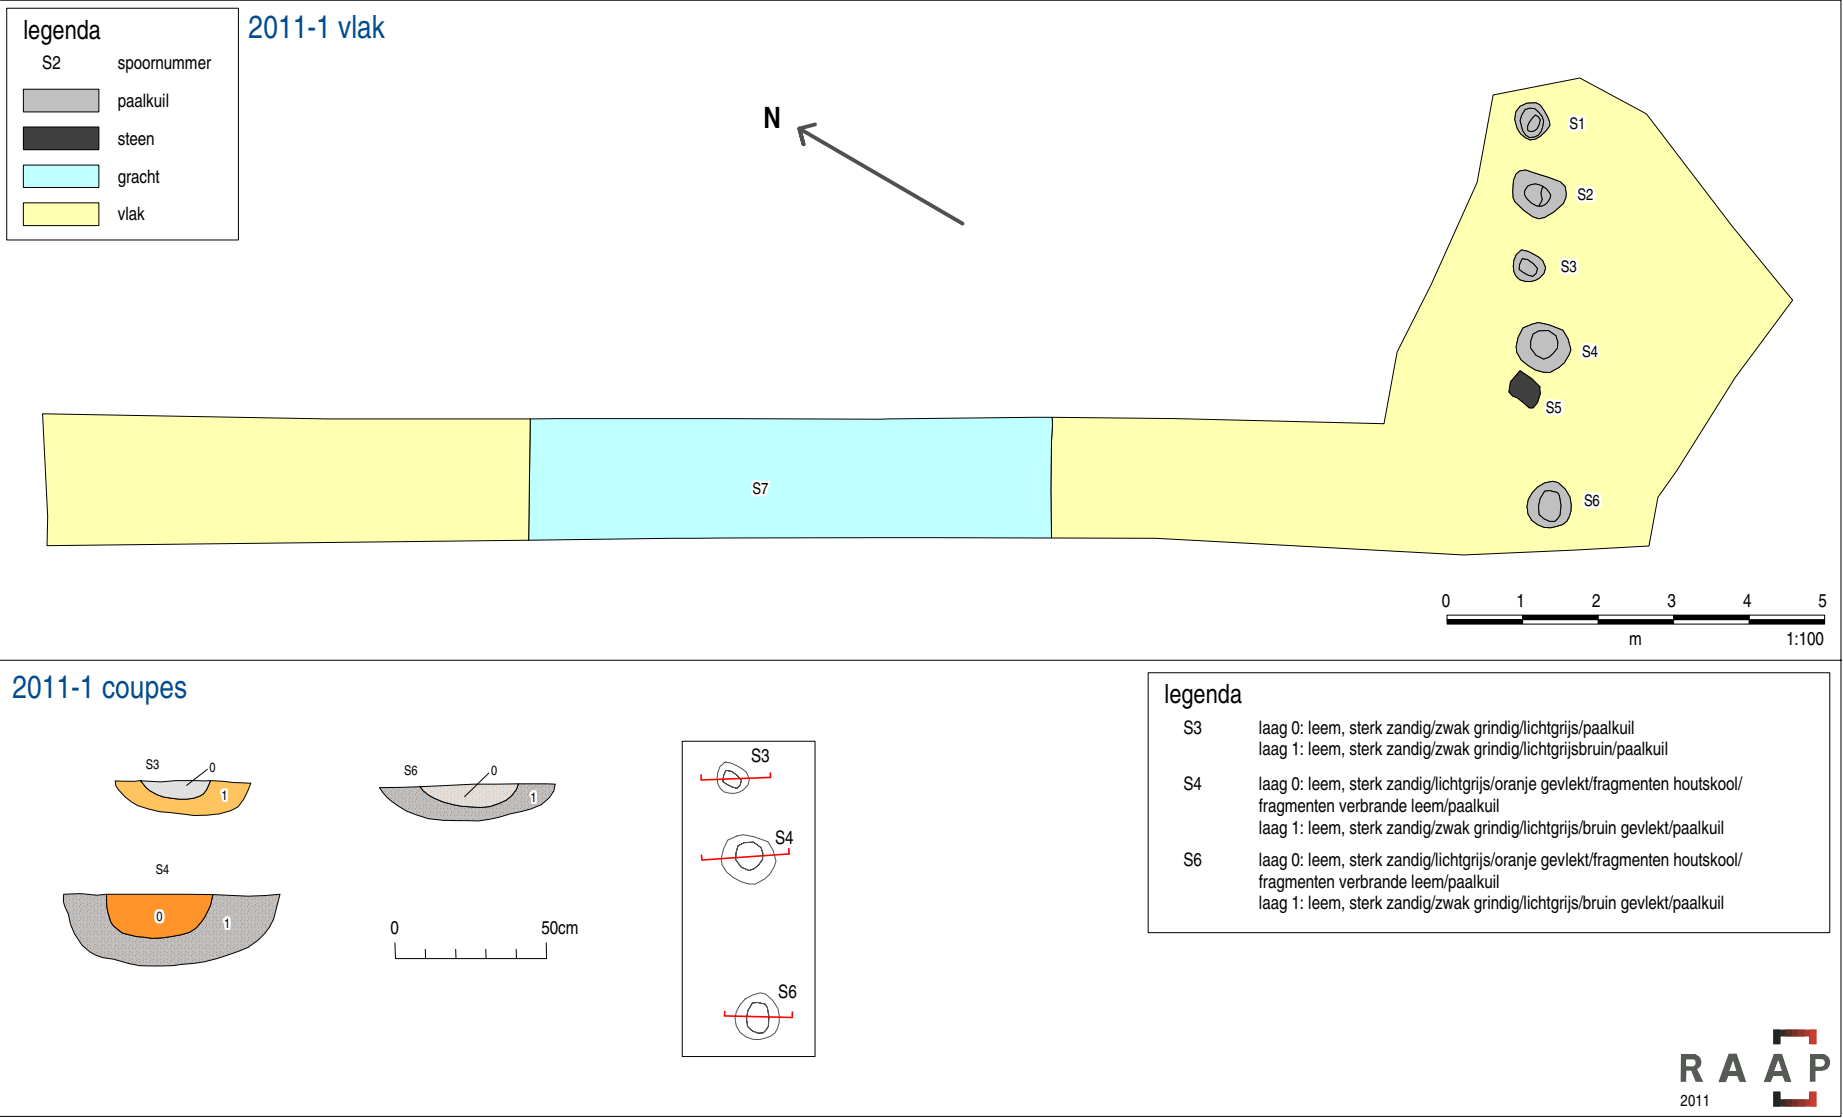 legenda
S2 spoornummer
paalkuil
steen
gracht
vlak
2011-1 vlak
N
S1
S2
S3
S4
S5
S6
S7
0 1 2 3 4 5
m 1:100
2011-1 coupes
S3 0
1
S6 0
1
S4
0 1
0 50cm
S3
S4
S6
legenda
S3 laag 0: leem, sterk zandig/zwak grindig/lichtgrijs/paalkuil
laag 1: leem, sterk zandig/zwak grindig/lichtgrijsbruin/paalkuil
S4 laag 0: leem, sterk zandig/lichtgrijs/oranje gevlekt/fragmenten houtskool/
fragmenten verbrande leem/paalkuil
laag 1: leem, sterk zandig/zwak grindig/lichtgrijs/bruin gevlekt/paalkuil
S6 laag 0: leem, sterk zandig/lichtgrijs/oranje gevlekt/fragmenten houtskool/
fragmenten verbrande leem/paalkuil
laag 1: leem, sterk zandig/zwak grindig/lichtgrijs/bruin gevlekt/paalkuil
RAAP
2011